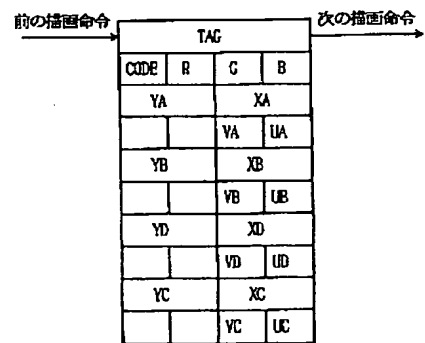 前の描画命令 次の描画命令
TAG
CODE R G B
YA XA
VA UA
YB XB
VB UB
YD XD
VD UD
YC XC
VC UC